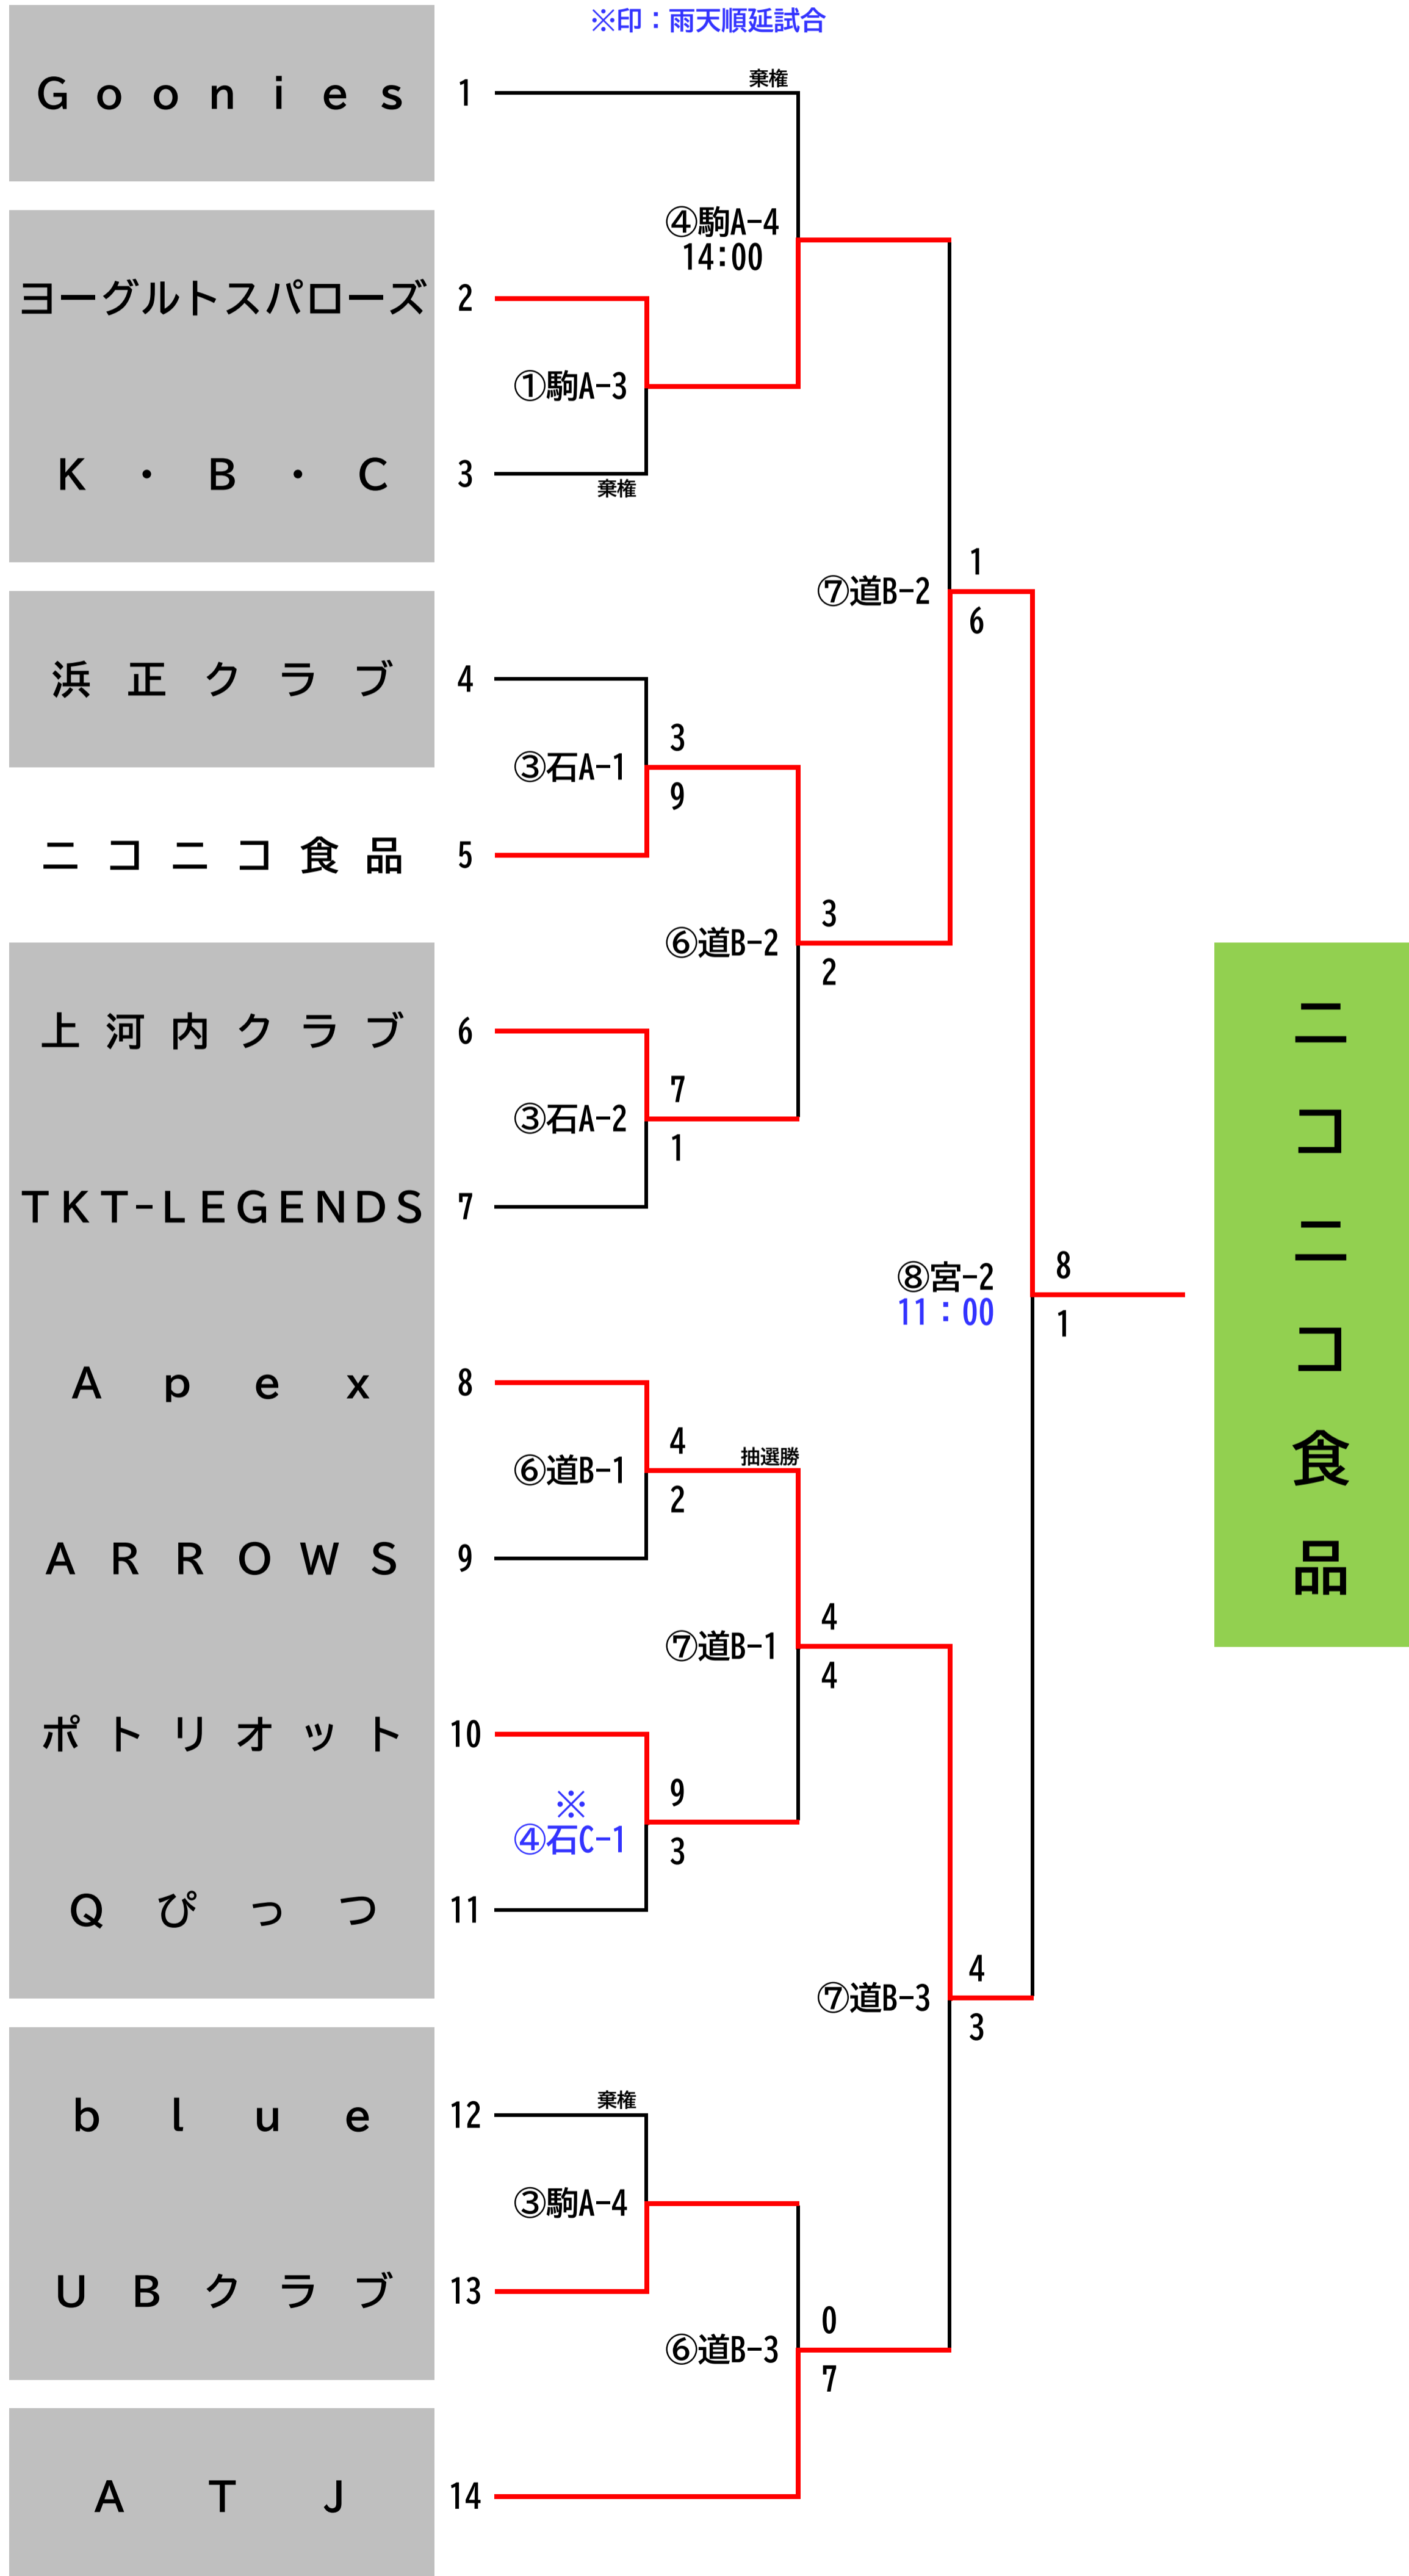 ※印：雨天順延試合
Goonies 1
棄権
④駒A-4
14:00
ヨーグルトスパローズ 2
①駒A-3
K・B・C 3
棄権
1
⑦道B-2
6
浜正クラブ 4
3
③石A-1
9
ニコニコ食品 5
3
⑥道B-2
2
上河内クラブ 6
7
③石A-2
1
TKT-LEGENDS 7
8
⑧宮-2
11：00
1
ニコニコ食品
Apex 8
4
抽選勝
⑥道B-1
2
ARROWS 9
4
⑦道B-1
4
ポトリオット 10
9
※
④石C-1
3
Qぴっつ 11
4
⑦道B-3
3
blue 12
棄権
③駒A-4
UBクラブ 13
0
⑥道B-3
7
ATJ 14